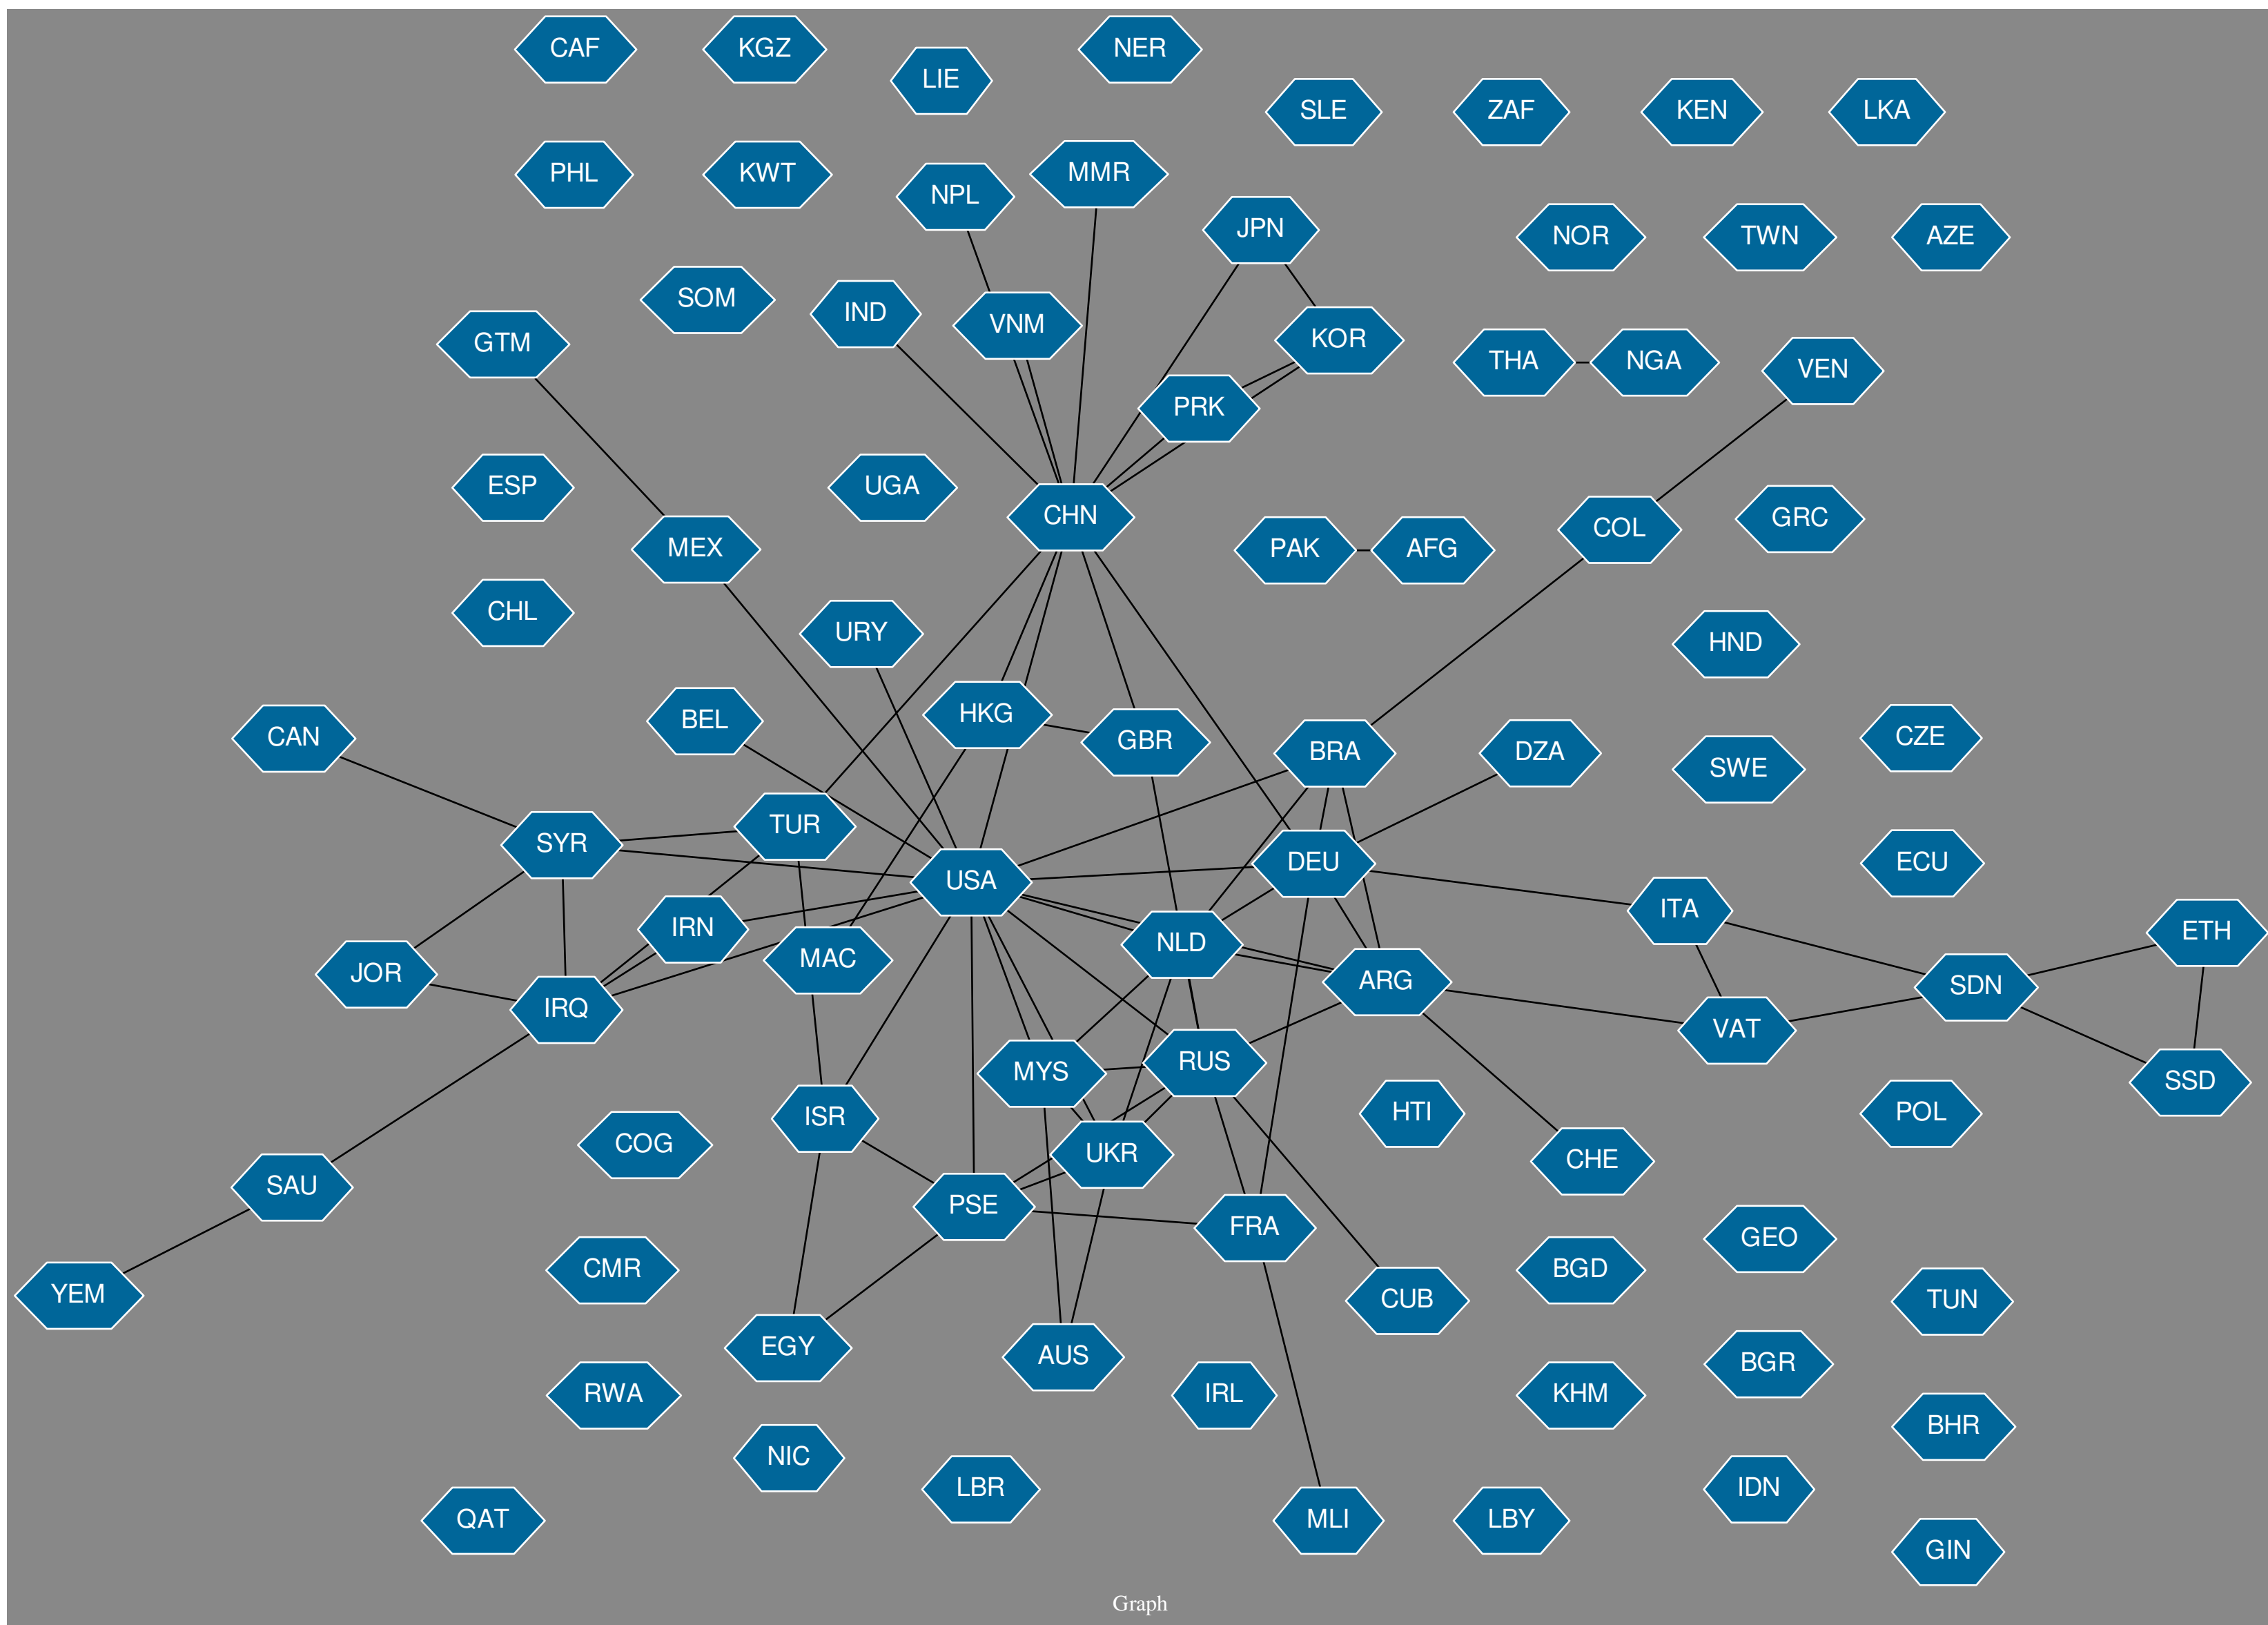 CAF
KGZ
LIE
NER
SLE
ZAF
KEN
LKA
PHL
KWT
NPL
MMR
JPN
NOR
TWN
AZE
SOM
IND
VNM
GTM
KOR
THA
NGA
VEN
PRK
ESP
UGA
CHN
GRC
COL
MEX
PAK
AFG
CHL
URY
HND
BEL
HKG
CAN
GBR
BRA
DZA
CZE
SWE
TUR
SYR
DEU
ECU
USA
ITA
IRN
ETH
NLD
MAC
JOR
ARG
SDN
IRQ
VAT
RUS
MYS
SSD
ISR
HTI
POL
COG
UKR
CHE
SAU
PSE
FRA
GEO
CMR
BGD
YEM
CUB
TUN
EGY
AUS
BGR
RWA
IRL
KHM
BHR
NIC
LBR
IDN
QAT
MLI
LBY
GIN
Graph